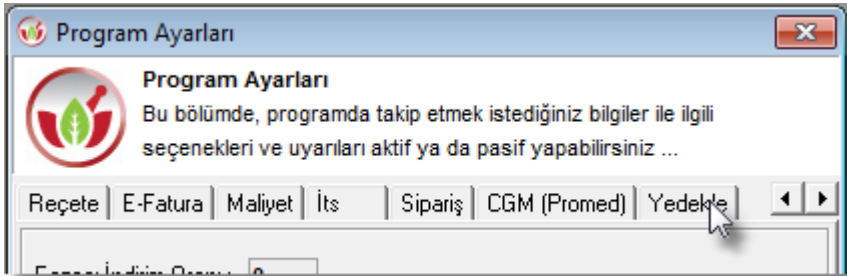 Program Ayarları
Program Ayarları
Bu bölümde, programda takip etmek istediğiniz bilgiler ile ilgili
seçenekleri ve uyarıları aktif ya da pasif yapabilirsiniz ...
Reçete E-Fatura Maliyet İts Sipariş CGM (Promed) Yedekle